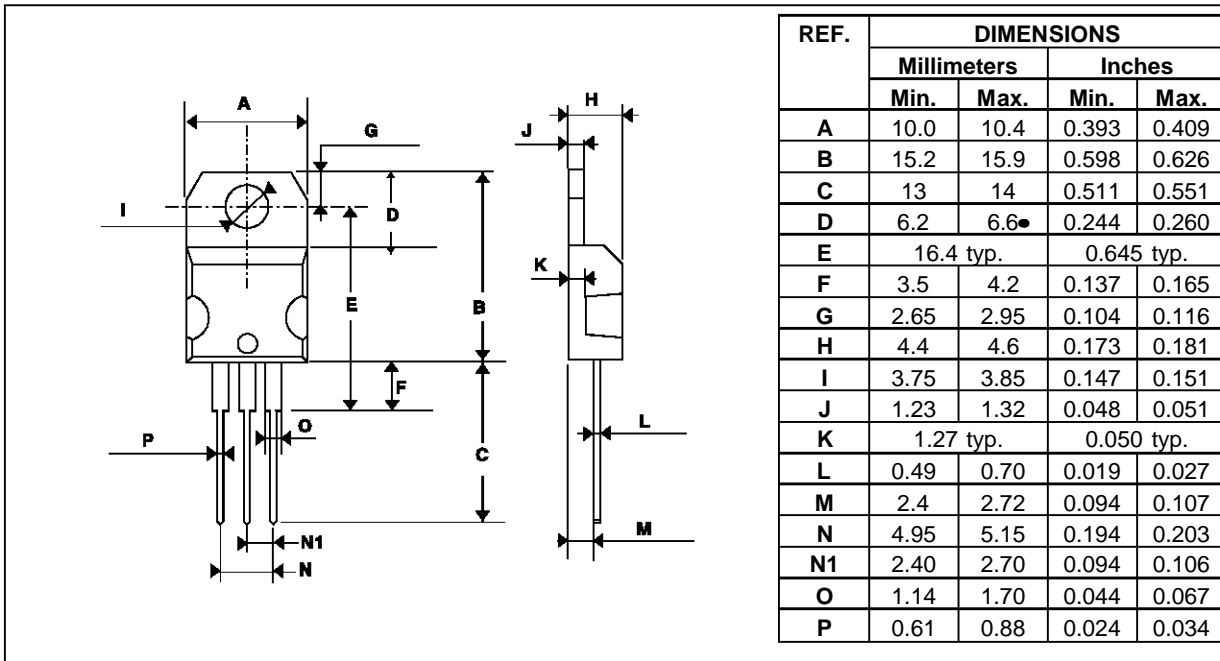 A
G
I
D
E
B
F
O
P
C
N1
N
H
J
K
L
M
REF. DIMENSIONS
Millimeters Inches
Min. Max. Min. Max.
A 10.0 10.4 0.393 0.409
B 15.2 15.9 0.598 0.626
C 13 14 0.511 0.551
D 6.2 6.6 0.244 0.260
E 16.4 typ. 0.645 typ.
F 3.5 4.2 0.137 0.165
G 2.65 2.95 0.104 0.116
H 4.4 4.6 0.173 0.181
I 3.75 3.85 0.147 0.151
J 1.23 1.32 0.048 0.051
K 1.27 typ. 0.050 typ.
L 0.49 0.70 0.019 0.027
M 2.4 2.72 0.094 0.107
N 4.95 5.15 0.194 0.203
N1 2.40 2.70 0.094 0.106
O 1.14 1.70 0.044 0.067
P 0.61 0.88 0.024 0.034